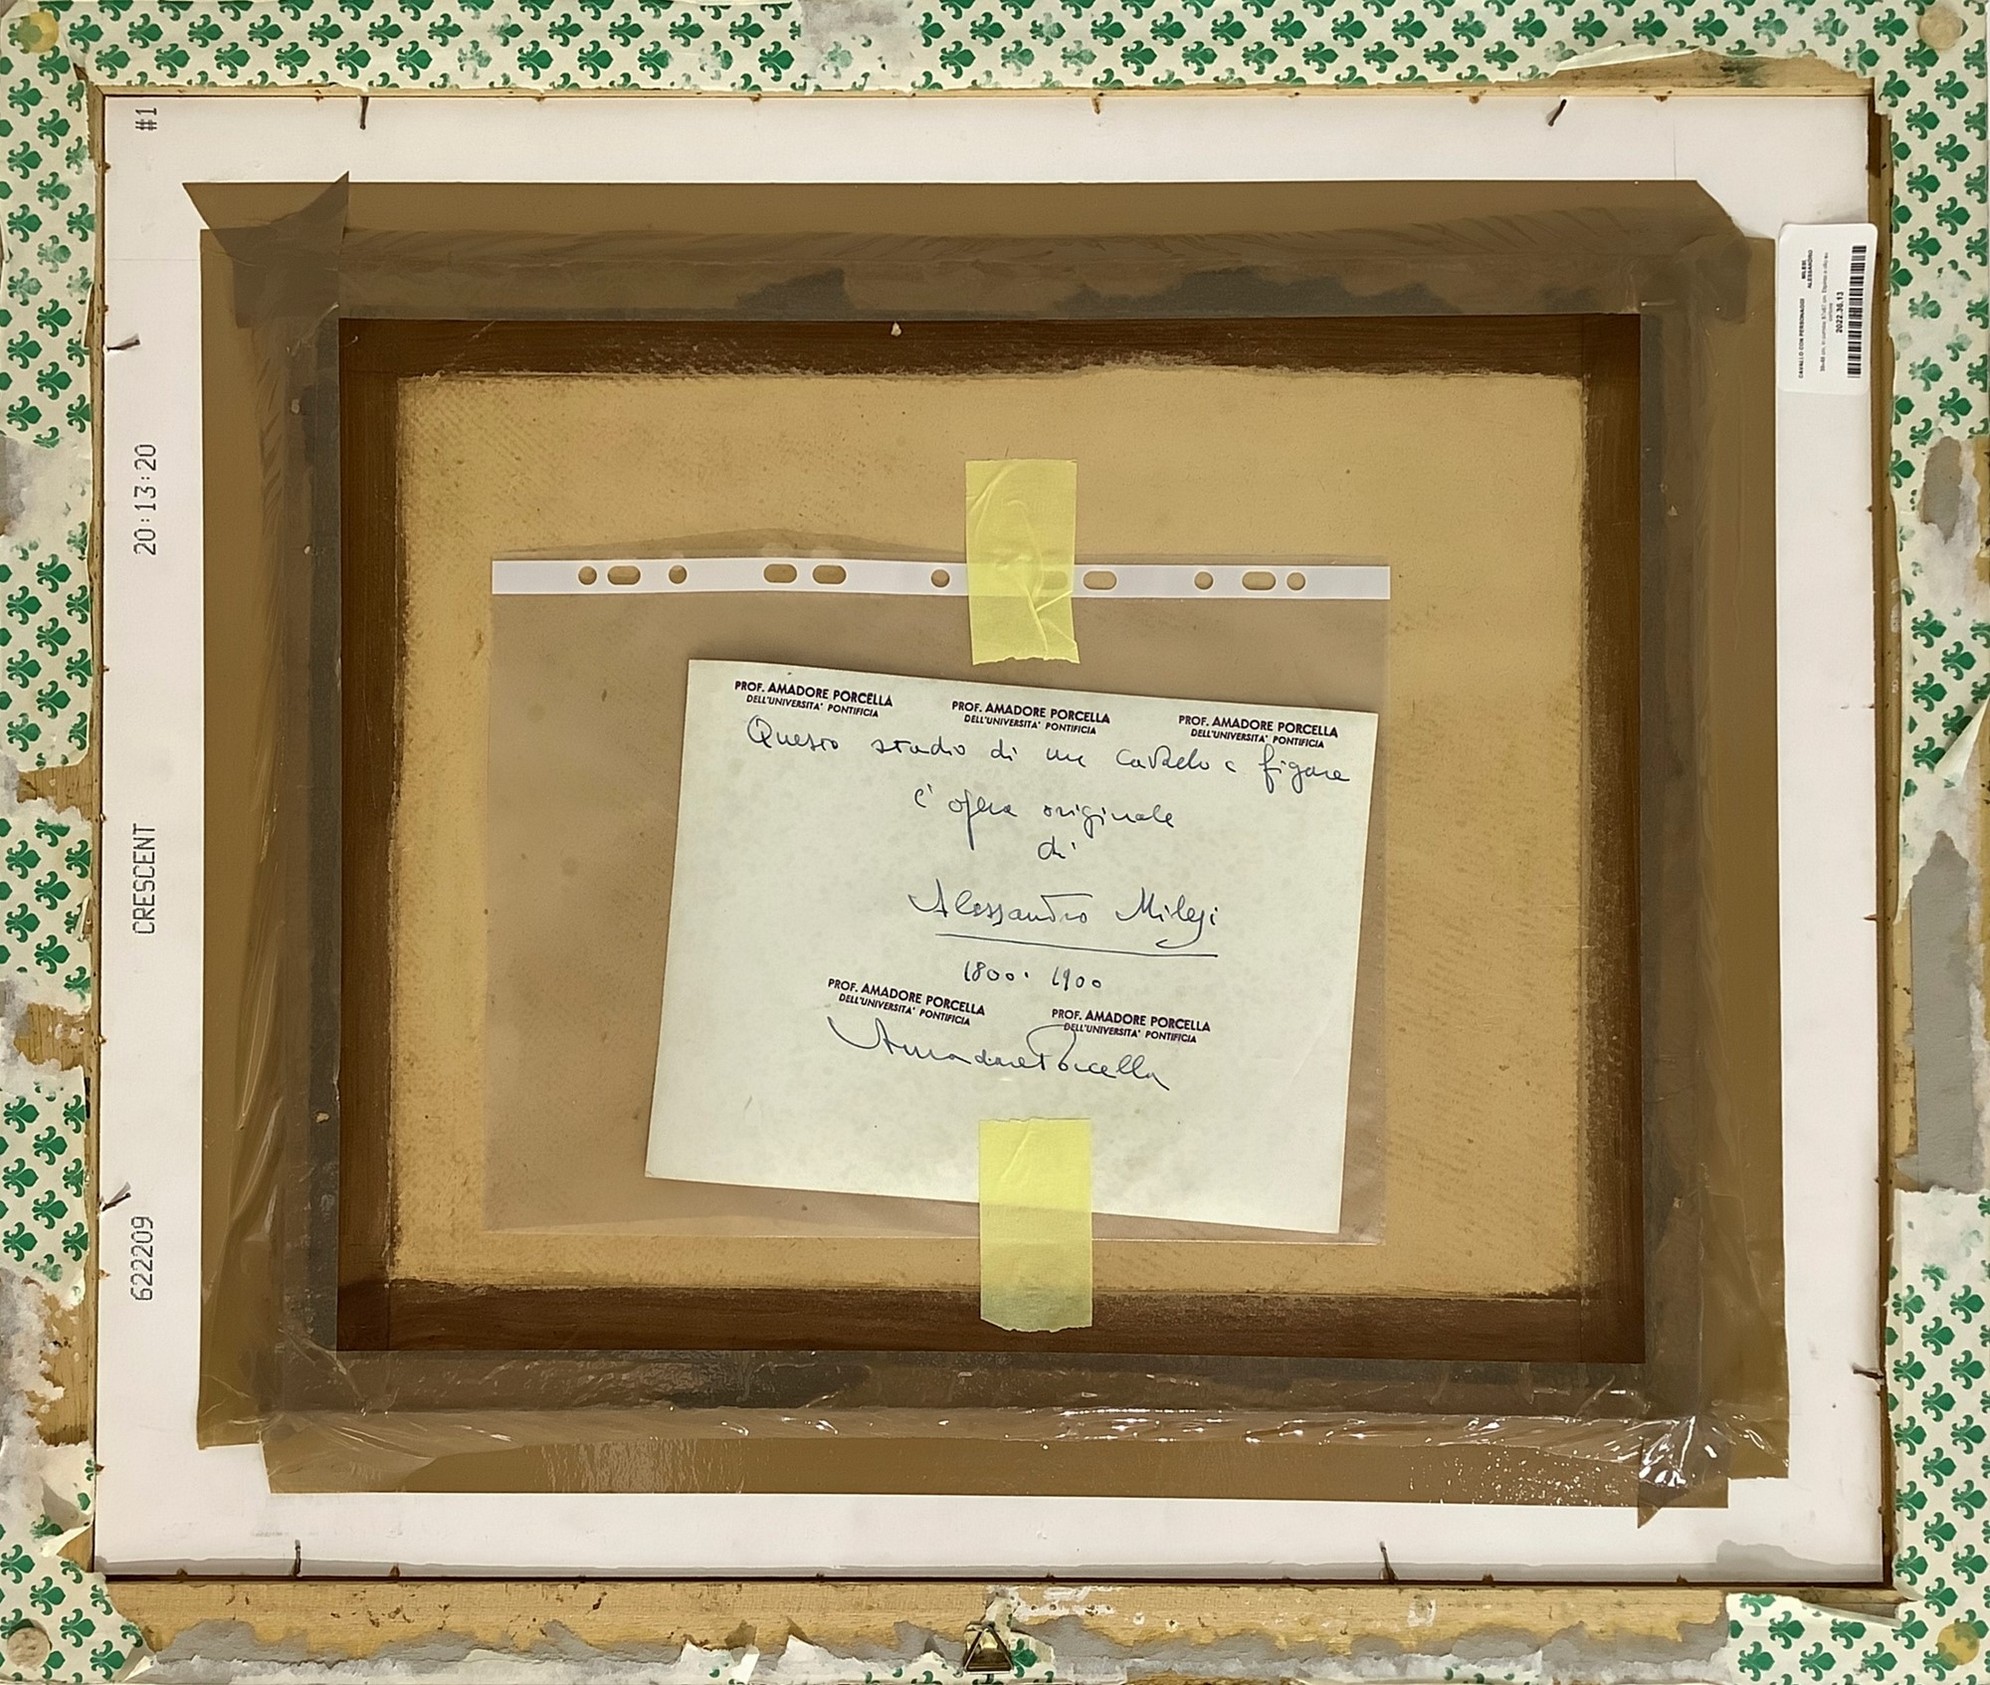 #1
20:13:20
CRESCENT
622209
MILESI
ALESSANDRO
CAVALLO CON PERSONAGGI
2022.36.13
PROF. AMADORE PORCELLA
DELL'UNIVERSITA' PONTIFICIA
PROF. AMADORE PORCELLA
DELL'UNIVERSITA' PONTIFICIA
PROF. AMADORE PORCELLA
DELL'UNIVERSITA' PONTIFICIA
Questo studio di un cavallo e figure
e' opera originale
di
Alessandro Milesi
1800 · 1900
PROF. AMADORE PORCELLA
DELL'UNIVERSITA' PONTIFICIA
PROF. AMADORE PORCELLA
DELL'UNIVERSITA' PONTIFICIA
Amadore Porcella